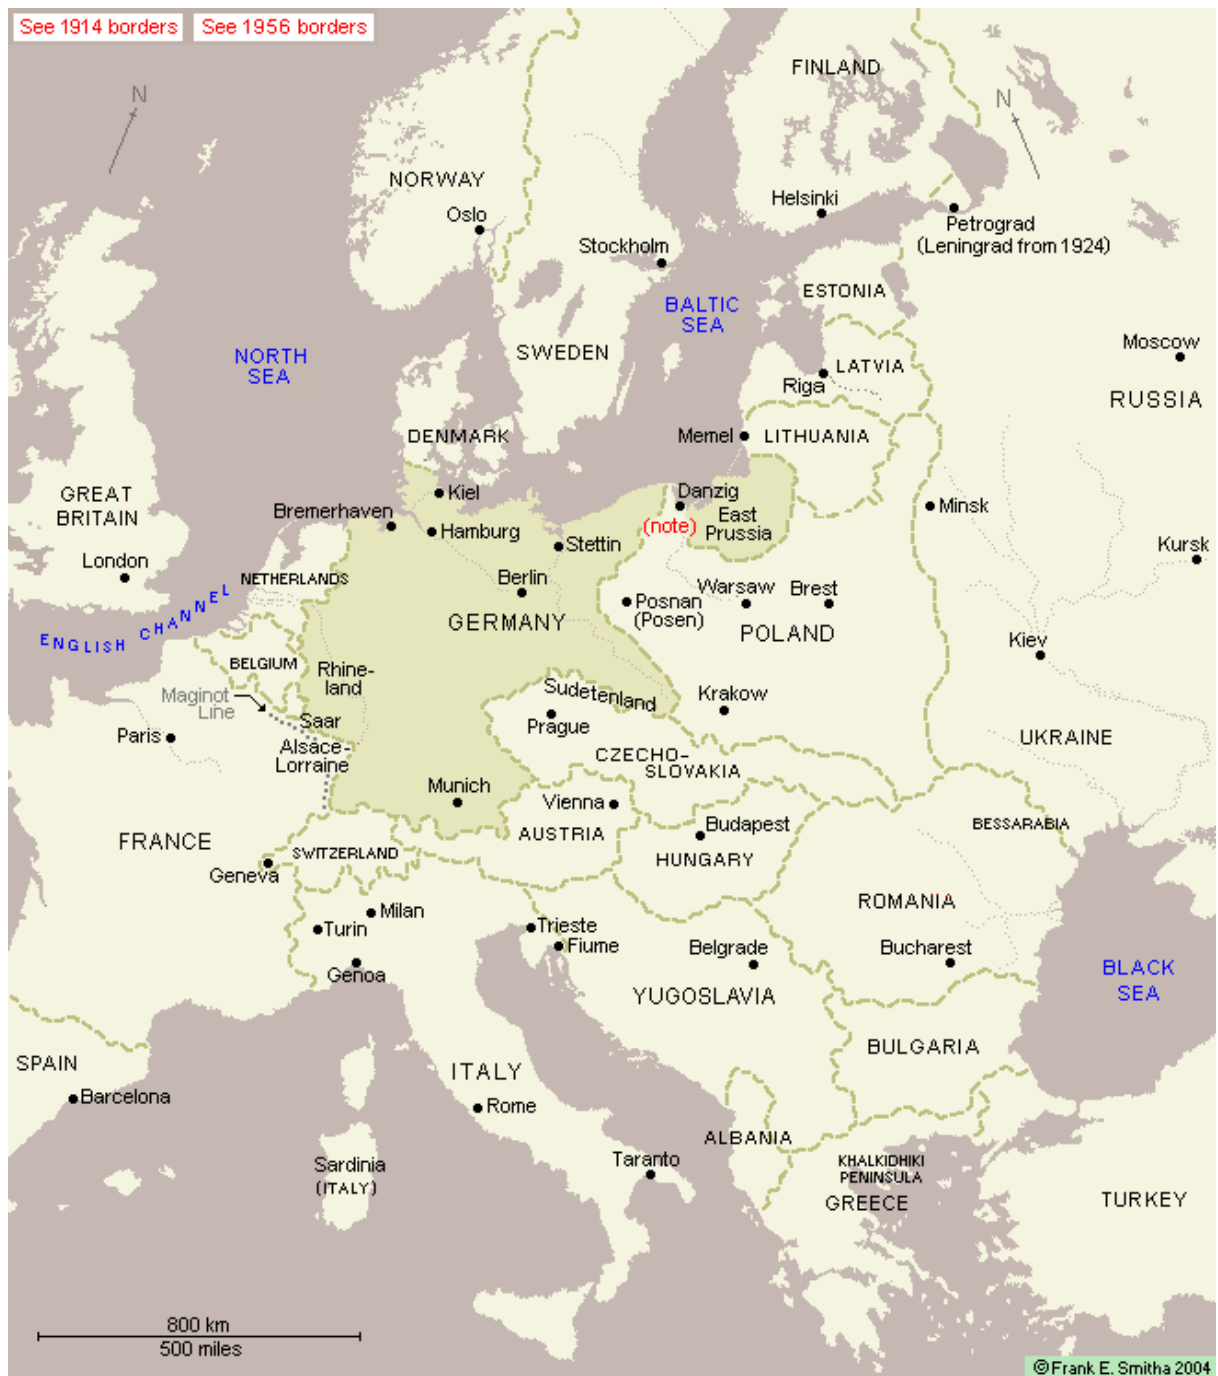 See 1914 borders
See 1956 borders
FINLAND
N
N
NORWAY
Oslo
Helsinki
Petrograd
(Leningrad from 1924)
Stockholm
ESTONIA
BALTIC
SEA
Moscow
NORTH
SEA
SWEDEN
LATVIA
Riga
RUSSIA
DENMARK
Memel
LITHUANIA
GREAT
BRITAIN
Kiel
Danzig
Bremerhaven
(note)
East
Prussia
Minsk
Hamburg
Stettin
Kursk
London
NETHERLANDS
Berlin
Warsaw
Brest
ENGLISH CHANNEL
GERMANY
Posnan
(Posen)
POLAND
Kiev
BELGIUM
Rhine-
land
Maginot
Line
Sudetenland
Krakow
Saar
Prague
Paris
Alsace-
Lorraine
UKRAINE
CZECHO-
SLOVAKIA
Munich
Vienna
BESSARABIA
FRANCE
AUSTRIA
Budapest
HUNGARY
SWITZERLAND
Geneva
ROMANIA
Milan
Turin
Trieste
Fiume
Belgrade
Bucharest
Genoa
BLACK
SEA
YUGOSLAVIA
SPAIN
ITALY
BULGARIA
Barcelona
Rome
ALBANIA
Sardinia
(ITALY)
Taranto
KHALKIDHIKI
PENINSULA
GREECE
TURKEY
800 km
500 miles
©Frank E. Smitha 2004